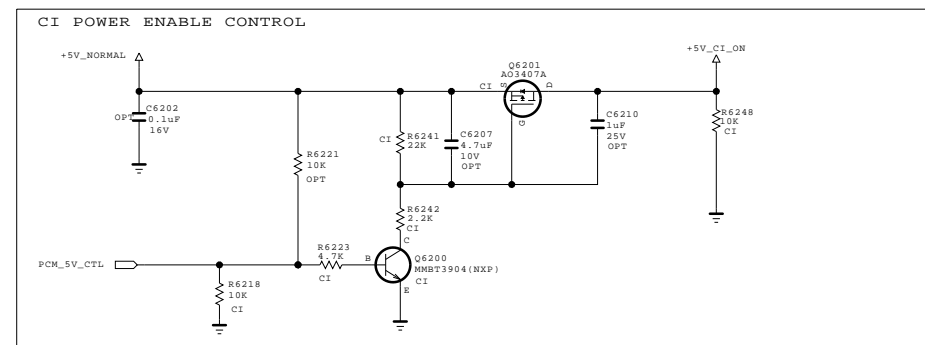 CI POWER ENABLE CONTROL
+5V_NORMAL
+5V_CI_ON
Q6201
AO3407A
CI
S
D
G
OPT
C6202
0.1uF
16V
R6221
10K
OPT
CI
R6241
22K
C6207
4.7uF
10V
OPT
C6210
1uF
25V
OPT
R6248
10K
CI
R6242
2.2K
CI
PCM_5V_CTL
R6218
10K
CI
R6223
4.7K
CI
B
C
E
Q6200
MMBT3904(NXP)
CI